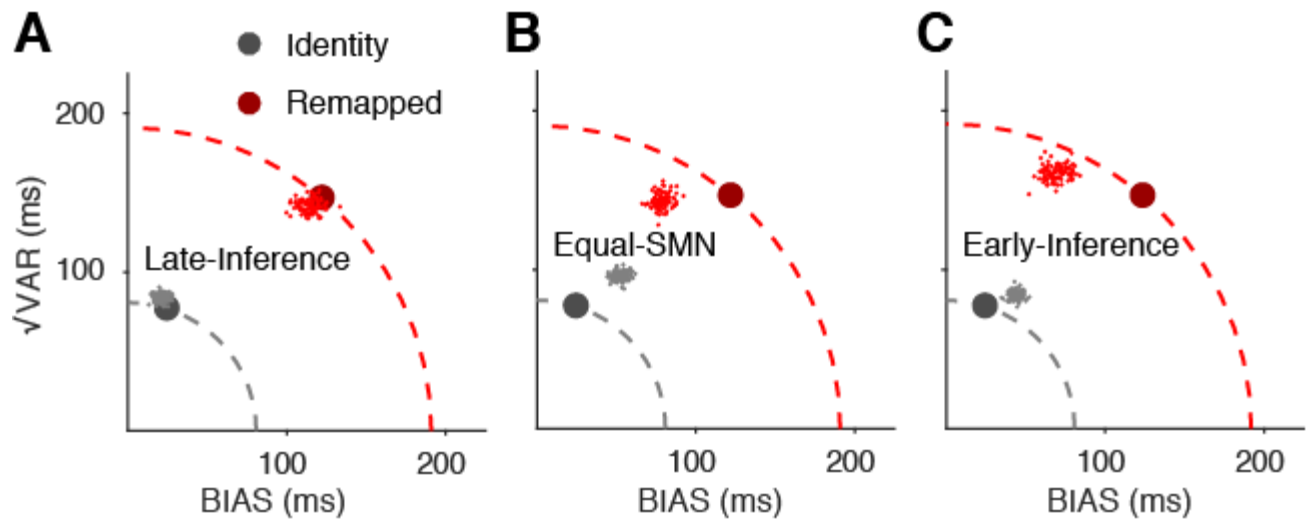 A
Identity
Remapped
200
100
√VAR (ms)
Late-Inference
100
200
BIAS (ms)
B
Equal-SMN
100
200
BIAS (ms)
C
Early-Inference
100
200
BIAS (ms)